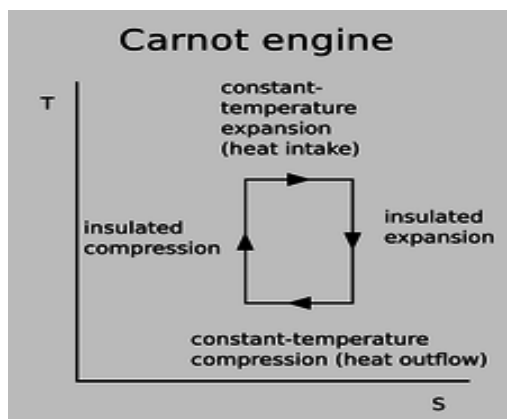 Carnot engine
T
constant-
temperature
expansion
(heat intake)
insulated
compression
insulated
expansion
constant-temperature
compression (heat outflow)
S